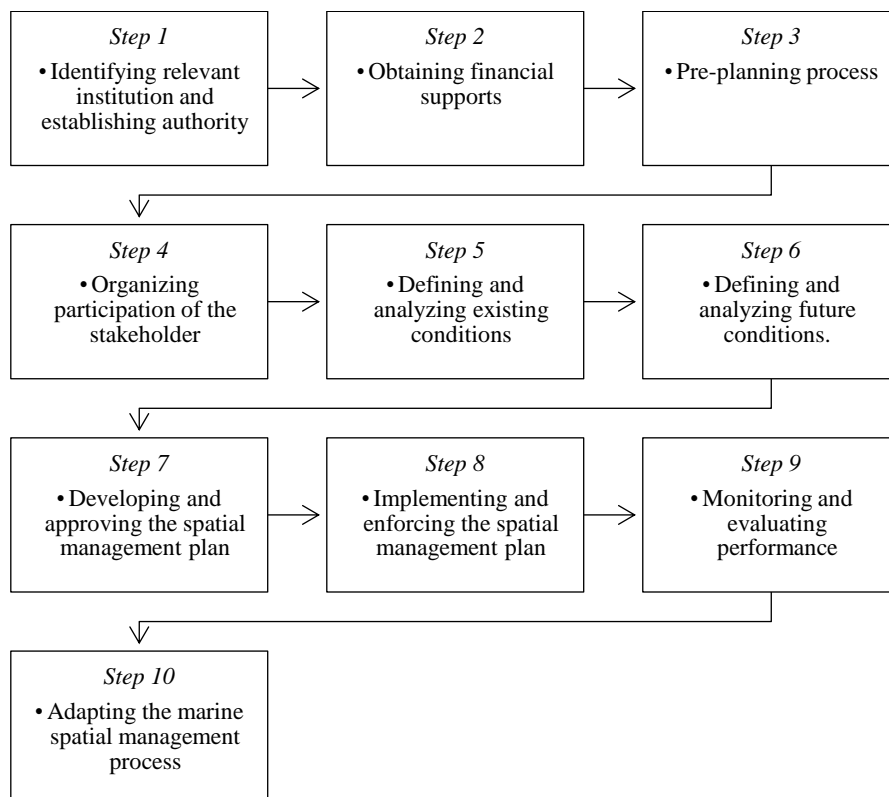 Step 1
• Identifying relevant
institution and
establishing authority
Step 2
• Obtaining financial
supports
Step 3
• Pre-planning process
Step 4
• Organizing
participation of the
stakeholder
Step 5
• Defining and
analyzing existing
conditions
Step 6
• Defining and
analyzing future
conditions.
Step 7
• Developing and
approving the spatial
management plan
Step 8
• Implementing and
enforcing the spatial
management plan
Step 9
• Monitoring and
evaluating
performance
Step 10
• Adapting the marine
spatial management
process